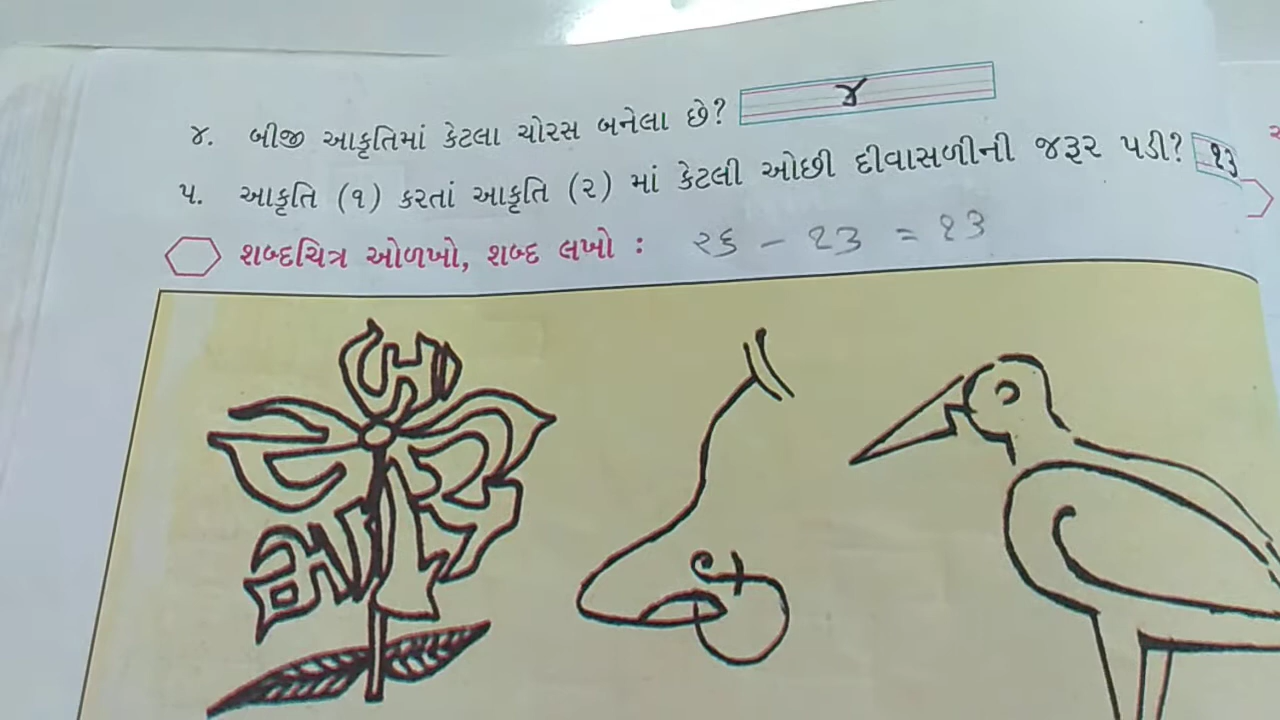 ૪. બીજી આકૃતિમાં કેટલા ચોરસ બનેલા છે? ૪
૫. આકૃતિ (૧) કરતાં આકૃતિ (૨) માં કેટલી ઓછી દીવાસળીની જરૂર પડી? ૧૩
શબ્દચિત્ર ઓળખો, શબ્દ લખો : ૨૬ - ૧૩ = ૧૩